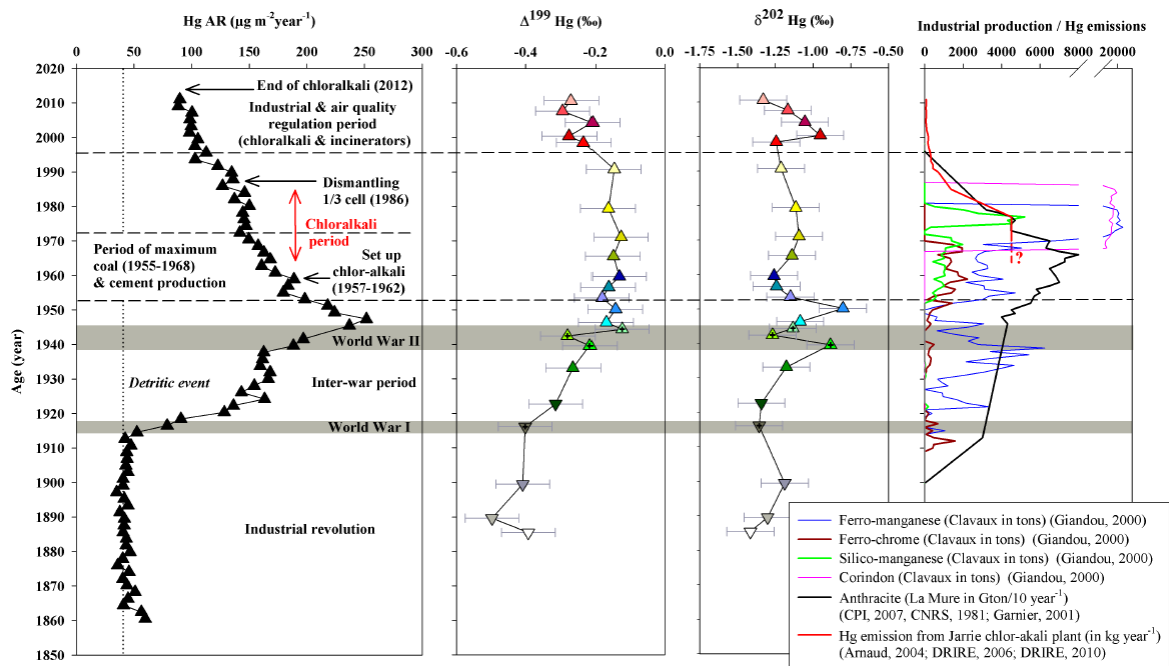 Hg AR (µg m-2year-1)
0 50 100 150 200 250 300
Δ199 Hg (‰)
-0.6 -0.4 -0.2 0.0
δ202 Hg (‰)
-1.75 -1.25 -1.00 -0.75 -0.50
Industrial production / Hg emissions
0 2000 4000 6000 8000 20000
Age (year)
2020
2010
2000
1990
1980
1970
1960
1950
1940
1930
1920
1910
1900
1890
1880
1870
1860
1850
End of chloralkali (2012)
Industrial & air quality
regulation period
(chloralkali & incinerators)
Dismantling
1/3 cell (1986)
Chloralkali
period
Period of maximum
coal (1955-1968)
& cement production
Set up
chlor-alkali
(1957-1962)
World War II
Detritic event
Inter-war period
World War I
Industrial revolution
?
Ferro-manganese (Clavaux in tons) (Giandou, 2000)
Ferro-chrome (Clavaux in tons) (Giandou, 2000)
Silico-manganese (Clavaux in tons) (Giandou, 2000)
Corindon (Clavaux in tons) (Giandou, 2000)
Anthracite (La Mure in Gton/10 year-1)
(CPI, 2007, CNRS, 1981; Garnier, 2001)
Hg emission from Jarrie chlor-akali plant (in kg year-1)
(Arnaud, 2004; DRIRE, 2006; DRIRE, 2010)